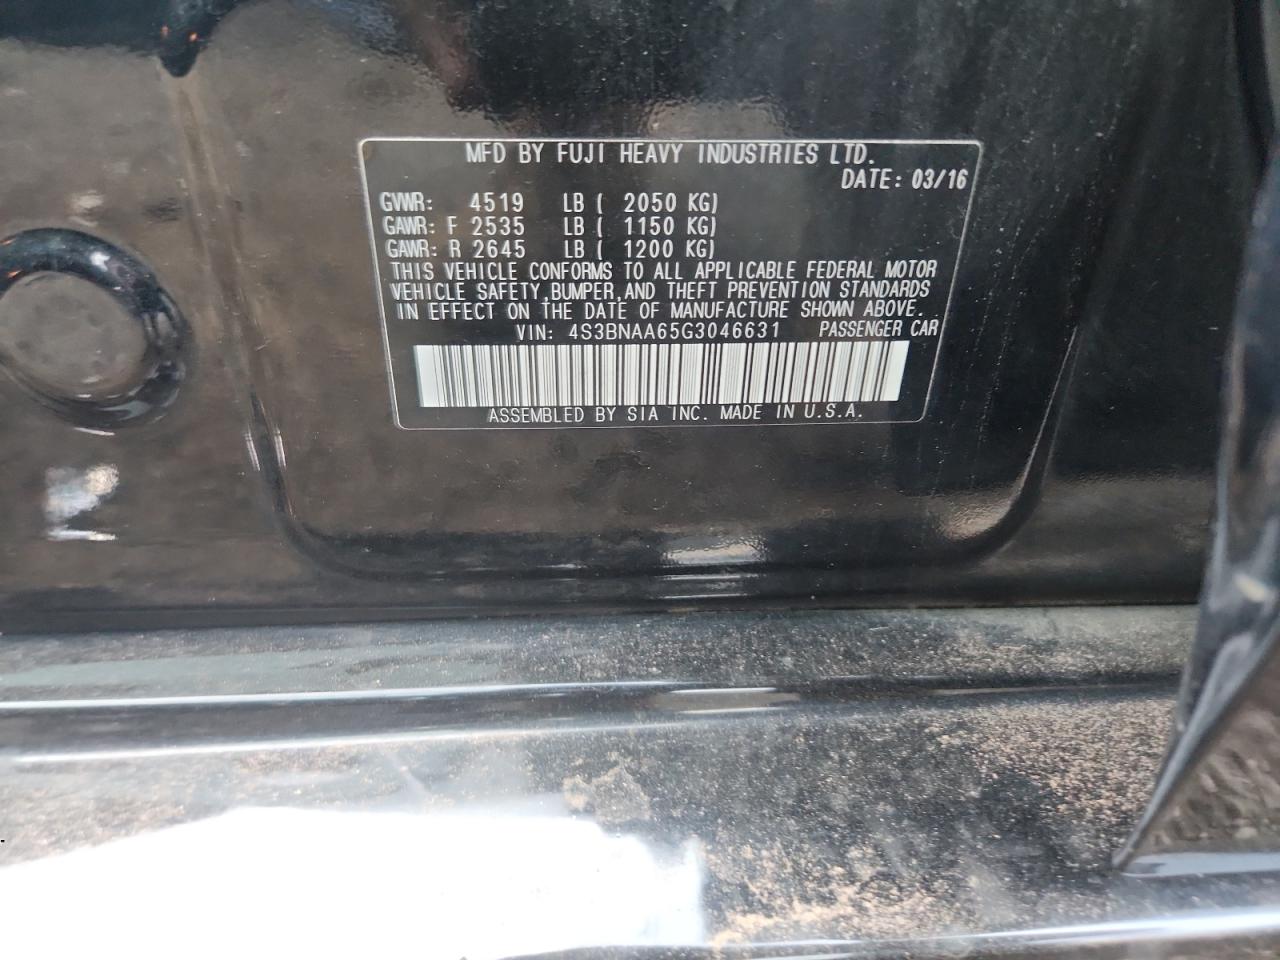 MFD BY FUJI HEAVY INDUSTRIES LTD.
DATE: 03/16
GVWR: 4519 LB ( 2050 KG)
GAWR: F 2535 LB ( 1150 KG)
GAWR: R 2645 LB ( 1200 KG)
THIS VEHICLE CONFORMS TO ALL APPLICABLE FEDERAL MOTOR
VEHICLE SAFETY,BUMPER,AND THEFT PREVENTION STANDARDS
IN EFFECT ON THE DATE OF MANUFACTURE SHOWN ABOVE.
VIN: 4S3BNAA65G3046631 PASSENGER CAR
ASSEMBLED BY SIA INC. MADE IN U.S.A.